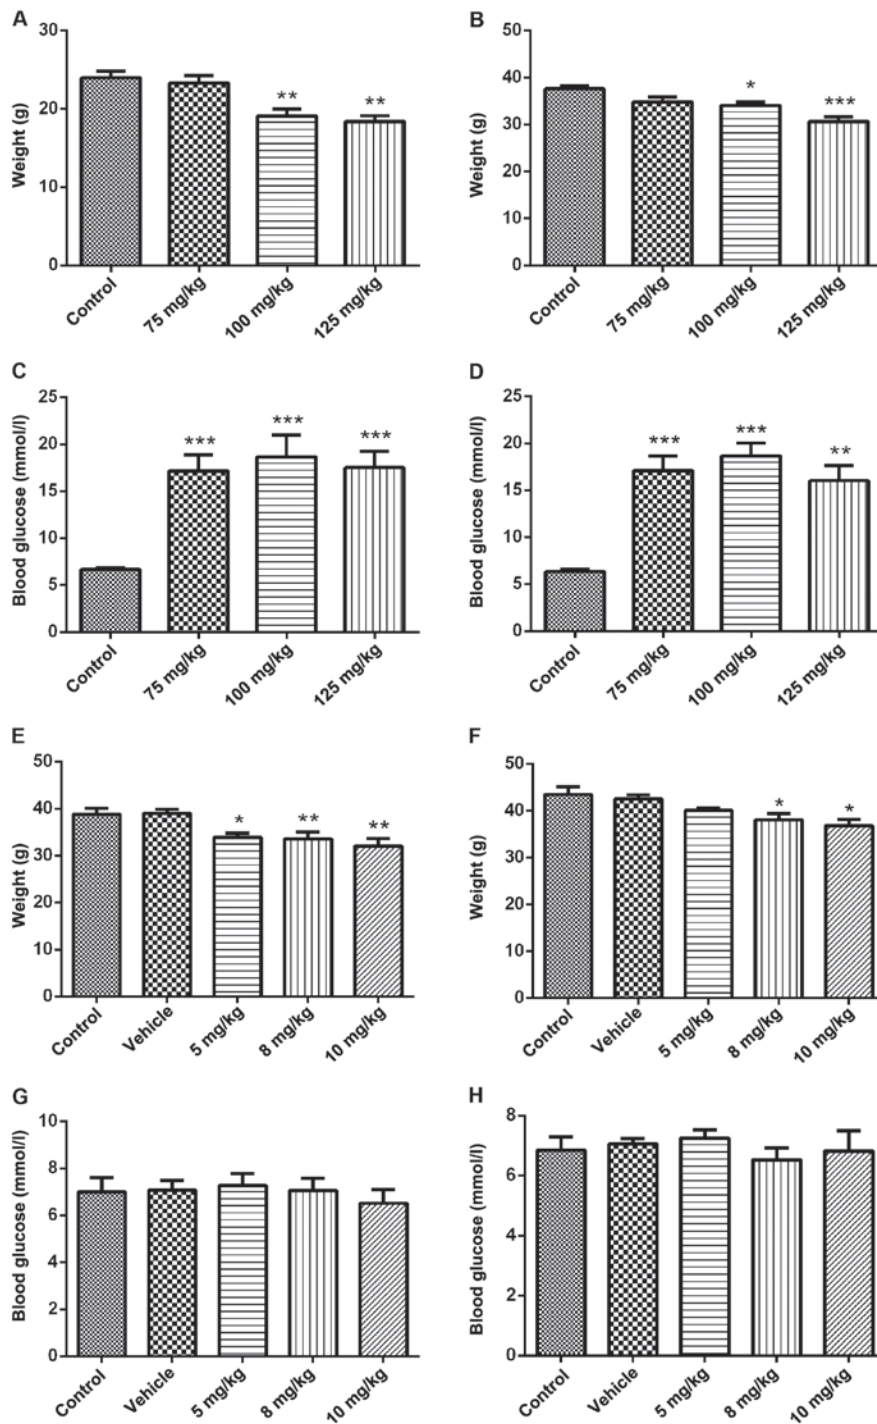 A
Weight (g)
30
20
10
0
** **
Control
75 mg/kg
100 mg/kg
125 mg/kg
B
Weight (g)
50
40
30
20
10
0
* ***
Control
75 mg/kg
100 mg/kg
125 mg/kg
C
Blood glucose (mmol/l)
25
20
15
10
5
0
*** *** ***
Control
75 mg/kg
100 mg/kg
125 mg/kg
D
Blood glucose (mmol/l)
25
20
15
10
5
0
*** *** **
Control
75 mg/kg
100 mg/kg
125 mg/kg
E
Weight (g)
50
40
30
20
10
0
* ** **
Control
Vehicle
5 mg/kg
8 mg/kg
10 mg/kg
F
Weight (g)
50
40
30
20
10
0
* *
Control
Vehicle
5 mg/kg
8 mg/kg
10 mg/kg
G
Blood glucose (mmol/l)
10
8
6
4
2
0
Control
Vehicle
5 mg/kg
8 mg/kg
10 mg/kg
H
Blood glucose (mmol/l)
8
6
4
2
0
Control
Vehicle
5 mg/kg
8 mg/kg
10 mg/kg